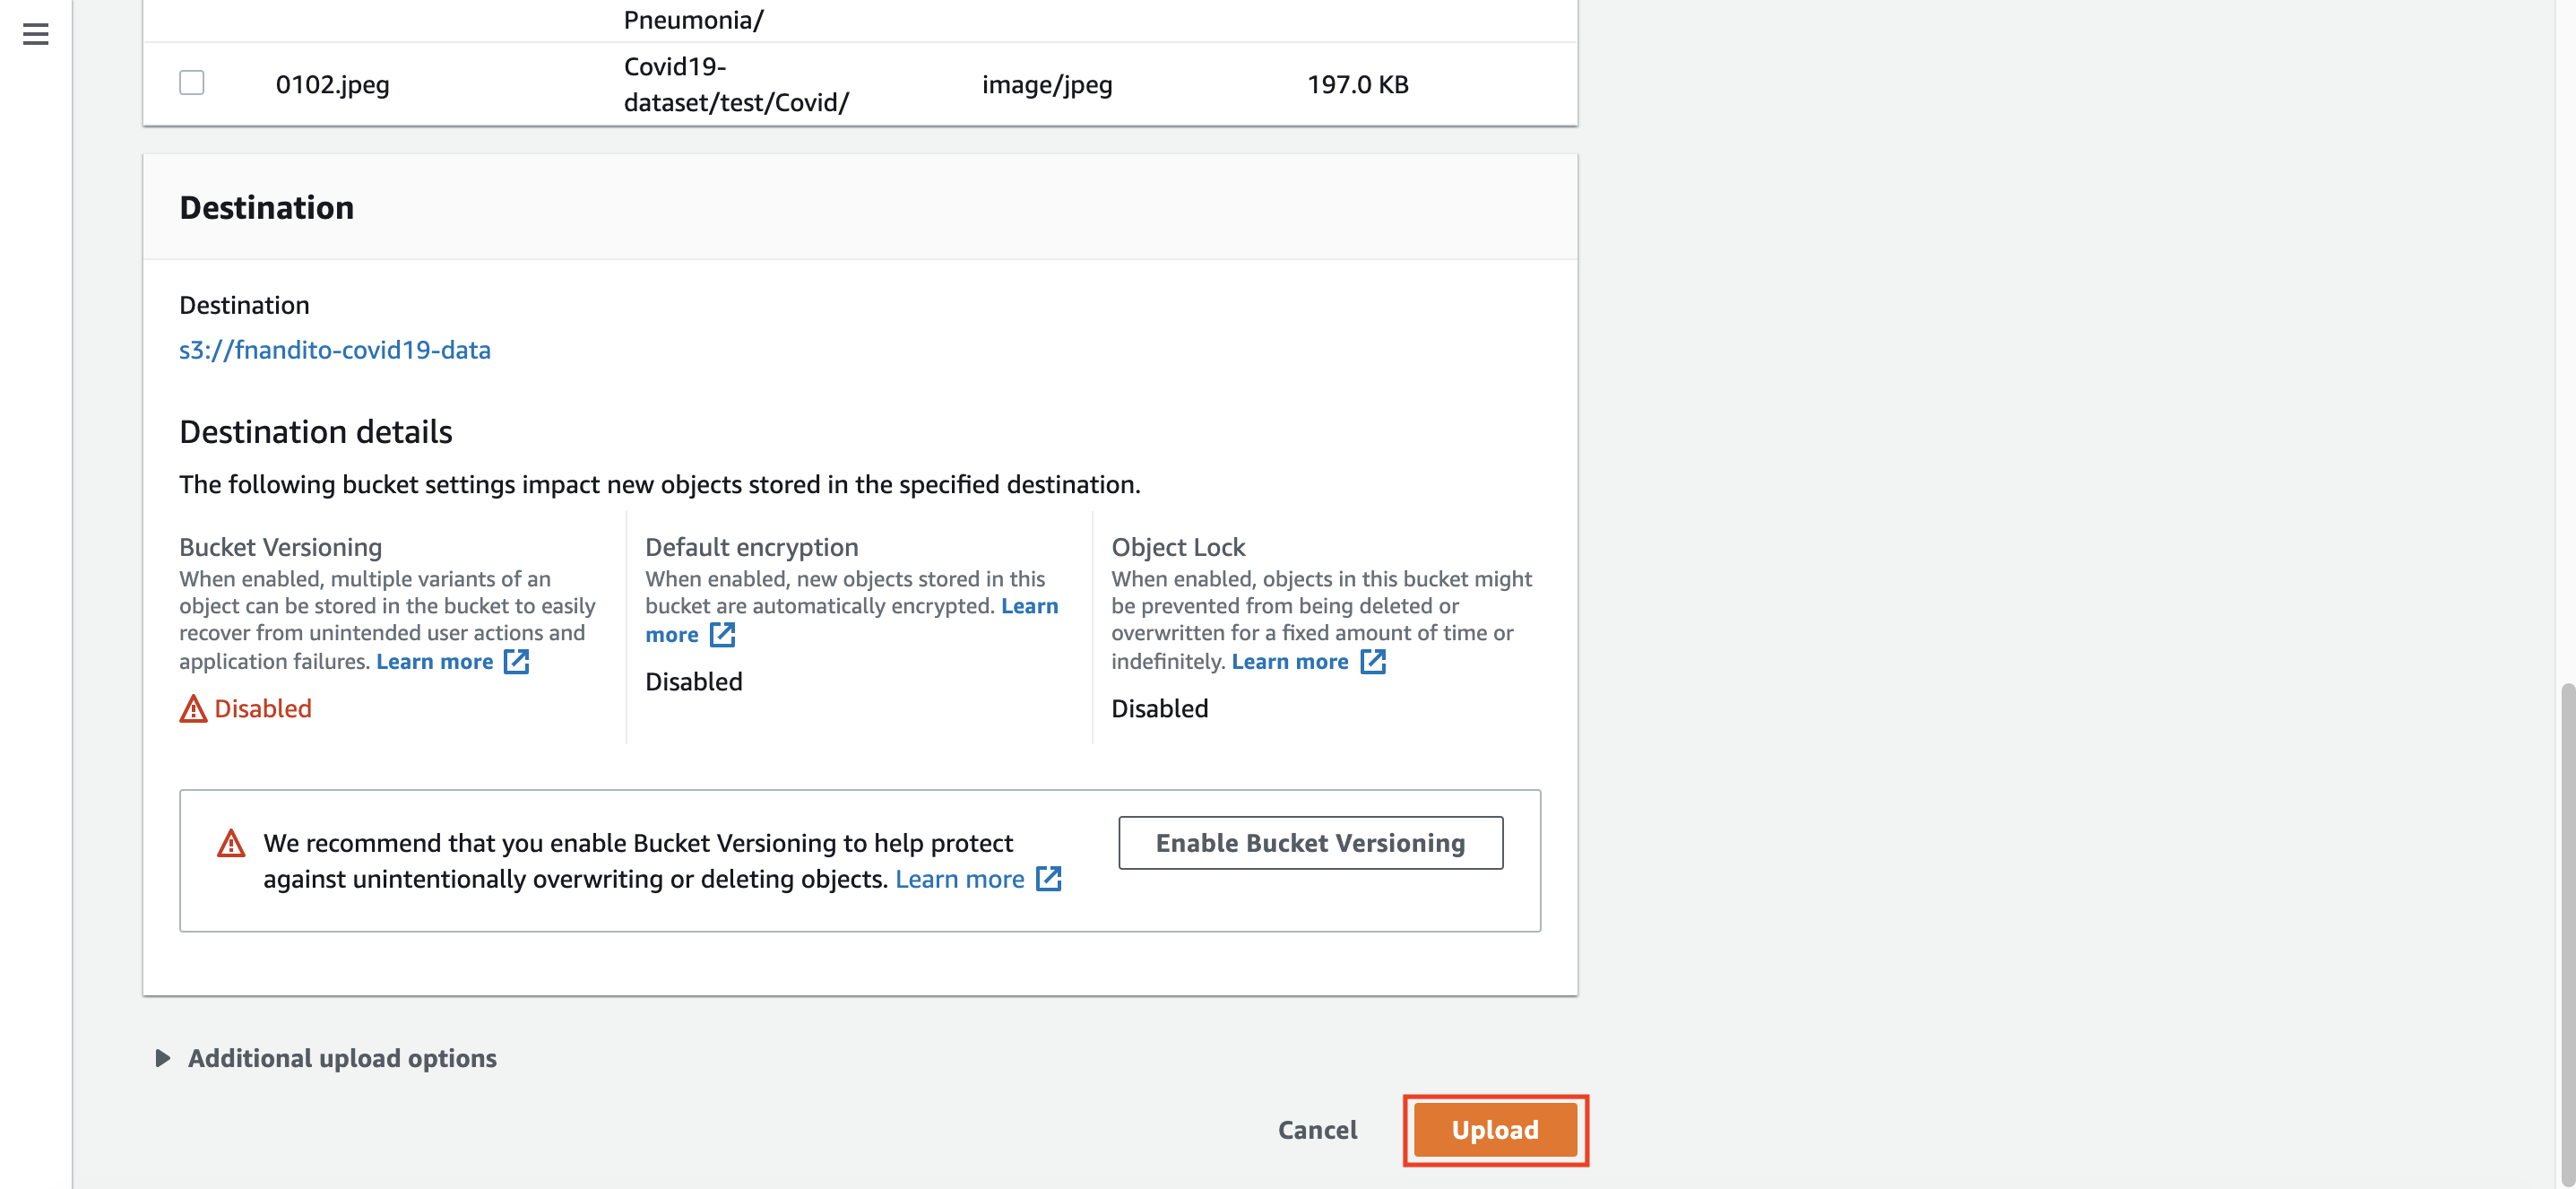 Pneumonia/
0102.jpeg
Covid19-
dataset/test/Covid/
image/jpeg
197.0 KB
Destination
Destination
s3://fnandito-covid19-data
Destination details
The following bucket settings impact new objects stored in the specified destination.
Bucket Versioning
When enabled, multiple variants of an
object can be stored in the bucket to easily
recover from unintended user actions and
application failures. Learn more
Disabled
Default encryption
When enabled, new objects stored in this
bucket are automatically encrypted. Learn
more
Disabled
Object Lock
When enabled, objects in this bucket might
be prevented from being deleted or
overwritten for a fixed amount of time or
indefinitely. Learn more
Disabled
We recommend that you enable Bucket Versioning to help protect
against unintentionally overwriting or deleting objects. Learn more
Enable Bucket Versioning
Additional upload options
Cancel
Upload